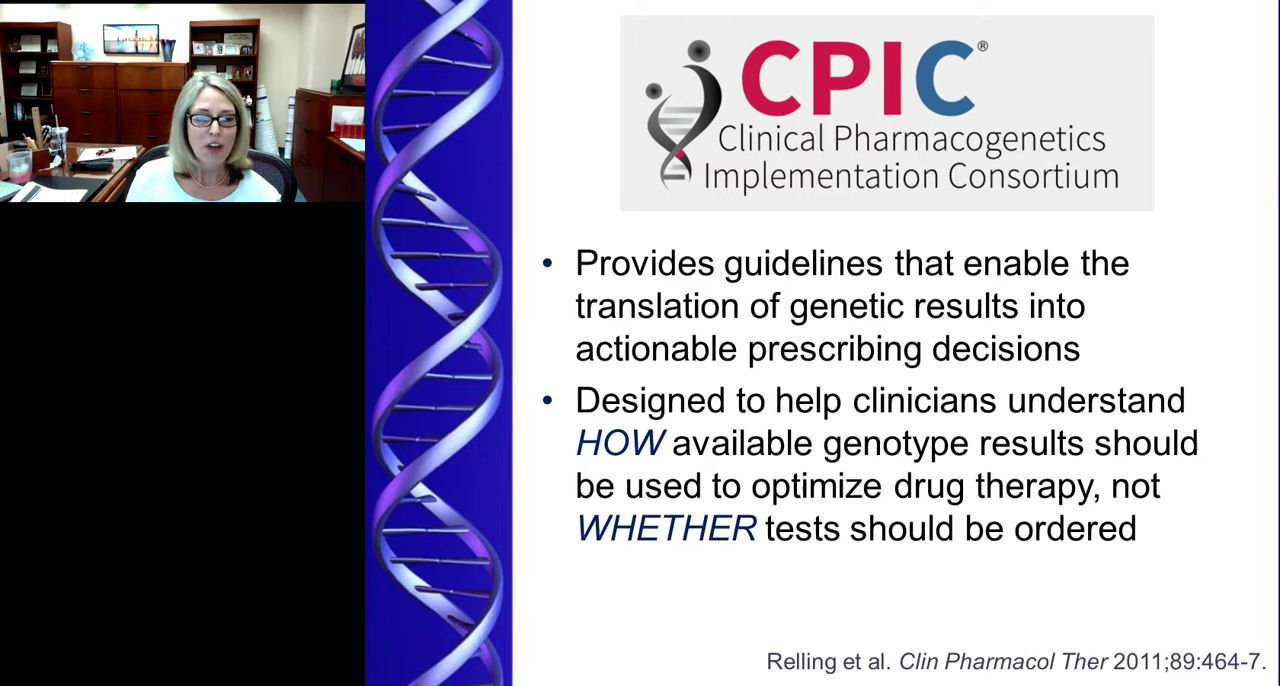 CPIC®
Clinical Pharmacogenetics
Implementation Consortium
• Provides guidelines that enable the
translation of genetic results into
actionable prescribing decisions
• Designed to help clinicians understand
HOW available genotype results should
be used to optimize drug therapy, not
WHETHER tests should be ordered
Relling et al. Clin Pharmacol Ther 2011;89:464-7.